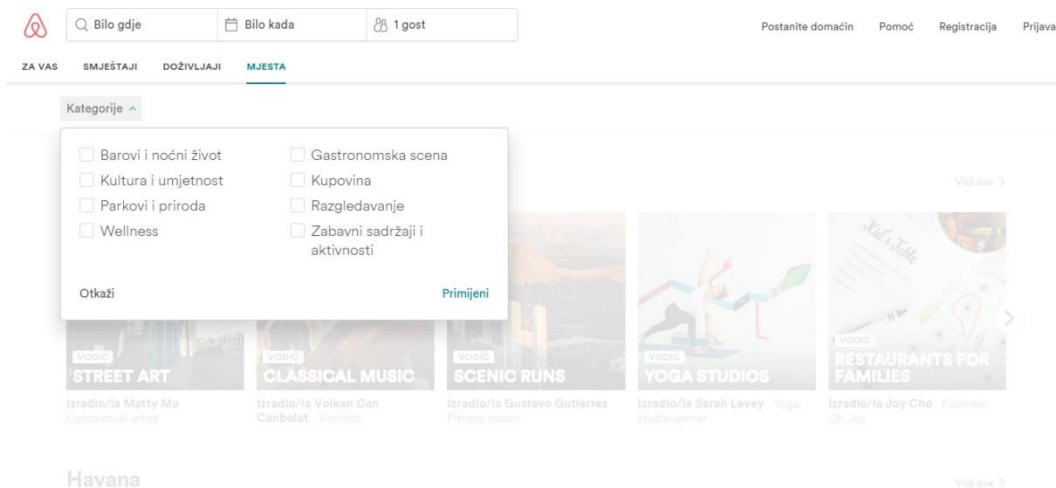 Bilo gdje Bilo kada 1 gost Postanite domaćin Pomoć Registracija Prijava
ZA VAS SMJEŠTAJI DOŽIVLJAJI MJESTA
Kategorije
Barovi i noćni život Gastronomska scena
Kultura i umjetnost Kupovina
Parkovi i priroda Razgledavanje
Wellness Zabavni sadržaji i
aktivnosti
Otkaži Primijeni
Vidi sve
Kid's Table
VODIČ VODIČ VODIČ VODIČ VODIČ
STREET ART CLASSICAL MUSIC SCENIC RUNS YOGA STUDIOS RESTAURANTS FOR
FAMILIES
Izradio/la Matty Mo Izradio/la Volkan Can Izradio/la Gustavo Gutierrez Izradio/la Sarah Levey Yoga Izradio/la Joy Cho Founder,
Conceptual artist Canbolat Violinist Fitness coach studio owner Oh Joy
Havana Vidi sve